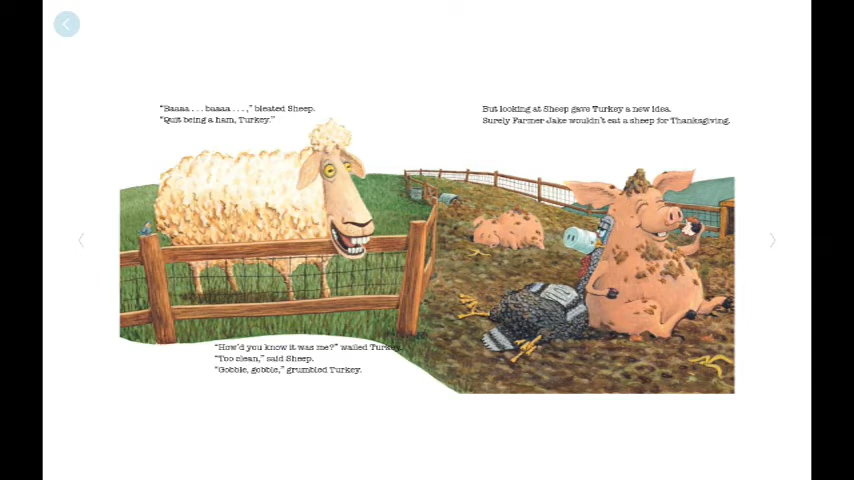 "Baaaa . . . baaaa . . . ," bleated Sheep.
"Quit being a ham, Turkey."
"How'd you know it was me?" wailed Turkey.
"Too clean," said Sheep.
"Gobble, gobble," grumbled Turkey.
But looking at Sheep gave Turkey a new idea.
Surely Farmer Jake wouldn't eat a sheep for Thanksgiving.